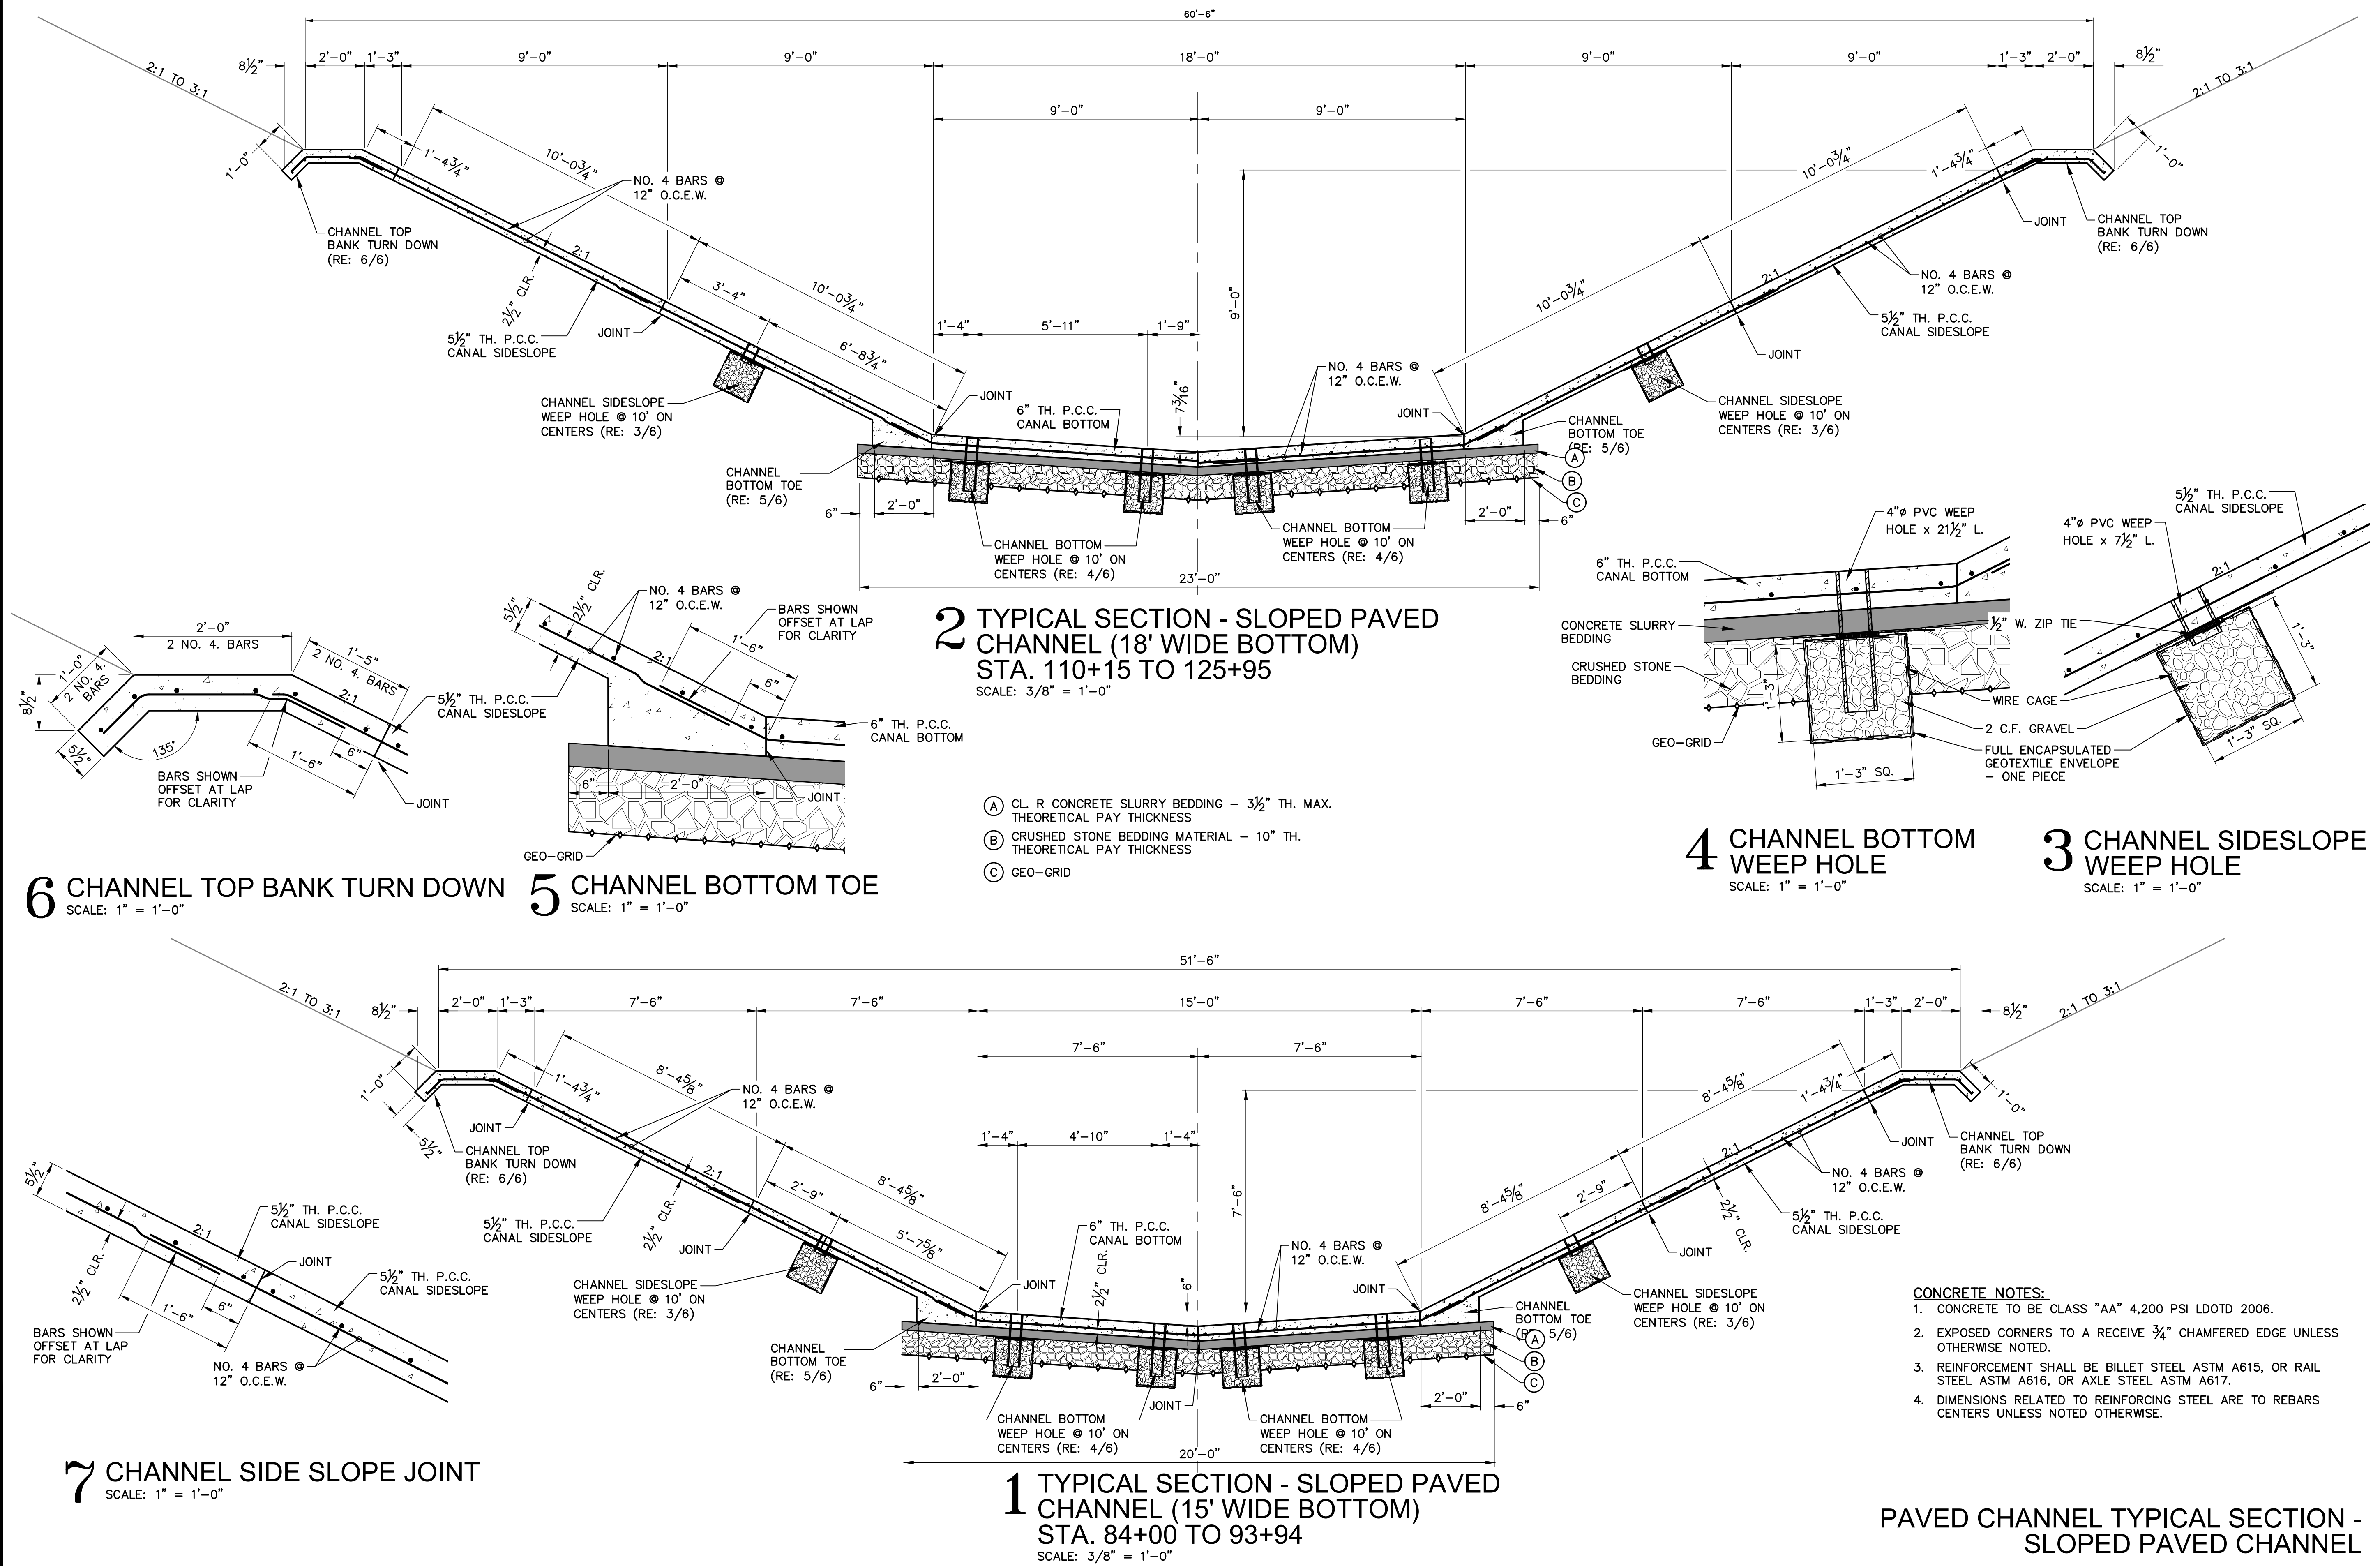 60'-6"
8½"
2'-0"
1'-3"
9'-0"
9'-0"
18'-0"
9'-0"
9'-0"
1'-3"
2'-0"
8½"
2:1 TO 3:1
2:1 TO 3:1
9'-0"
9'-0"
1'-0"
1'-4¾"
10'-0¾"
NO. 4 BARS @
12" O.C.E.W.
CHANNEL TOP
BANK TURN DOWN
(RE: 6/6)
2:1
2½" CLR.
5½" TH. P.C.C.
CANAL SIDESLOPE
JOINT
3'-4"
10'-0¾"
6'-8¾"
CHANNEL SIDESLOPE
WEEP HOLE @ 10' ON
CENTERS (RE: 3/6)
1'-4"
5'-11"
1'-9"
JOINT
6" TH. P.C.C.
CANAL BOTTOM
7³⁄₁₆"
9'-0"
NO. 4 BARS @
12" O.C.E.W.
JOINT
10'-0¾"
10'-0¾"
1'-4¾"
1'-0"
2:1
JOINT
CHANNEL TOP
BANK TURN DOWN
(RE: 6/6)
NO. 4 BARS @
12" O.C.E.W.
5½" TH. P.C.C.
CANAL SIDESLOPE
JOINT
CHANNEL SIDESLOPE
WEEP HOLE @ 10' ON
CENTERS (RE: 3/6)
CHANNEL
BOTTOM TOE
(RE: 5/6)
A
B
C
CHANNEL
BOTTOM TOE
(RE: 5/6)
6"
2'-0"
2'-0"
6"
CHANNEL BOTTOM
WEEP HOLE @ 10' ON
CENTERS (RE: 4/6)
CHANNEL BOTTOM
WEEP HOLE @ 10' ON
CENTERS (RE: 4/6)
23'-0"
2 TYPICAL SECTION - SLOPED PAVED
CHANNEL (18' WIDE BOTTOM)
STA. 110+15 TO 125+95
SCALE: 3/8" = 1'-0"
2'-0"
2 NO. 4. BARS
1'-0"
2 NO. 4.
BARS
1'-5"
2 NO. 4. BARS
2:1
8½"
5½"
135°
5½" TH. P.C.C.
CANAL SIDESLOPE
6"
1'-6"
BARS SHOWN
OFFSET AT LAP
FOR CLARITY
JOINT
6 CHANNEL TOP BANK TURN DOWN
SCALE: 1" = 1'-0"
5½"
2½" CLR.
NO. 4 BARS @
12" O.C.E.W.
BARS SHOWN
OFFSET AT LAP
FOR CLARITY
2:1
1'-6"
6"
6" TH. P.C.C.
CANAL BOTTOM
6"
2'-0"
JOINT
GEO-GRID
5 CHANNEL BOTTOM TOE
SCALE: 1" = 1'-0"
A CL. R CONCRETE SLURRY BEDDING - 3½" TH. MAX.
THEORETICAL PAY THICKNESS
B CRUSHED STONE BEDDING MATERIAL - 10" TH.
THEORETICAL PAY THICKNESS
C GEO-GRID
4"ø PVC WEEP
HOLE x 21½" L.
6" TH. P.C.C.
CANAL BOTTOM
CONCRETE SLURRY
BEDDING
CRUSHED STONE
BEDDING
1'-3"
GEO-GRID
1'-3" SQ.
½" W. ZIP TIE
WIRE CAGE
2 C.F. GRAVEL
FULL ENCAPSULATED
GEOTEXTILE ENVELOPE
- ONE PIECE
4 CHANNEL BOTTOM
WEEP HOLE
SCALE: 1" = 1'-0"
5½" TH. P.C.C.
CANAL SIDESLOPE
4"ø PVC WEEP
HOLE x 7½" L.
2:1
1'-3"
1'-3" SQ.
3 CHANNEL SIDESLOPE
WEEP HOLE
SCALE: 1" = 1'-0"
51'-6"
8½"
2'-0"
1'-3"
7'-6"
7'-6"
15'-0"
7'-6"
7'-6"
1'-3"
2'-0"
8½"
2:1 TO 3:1
2:1 TO 3:1
7'-6"
7'-6"
1'-0"
5½"
1'-4¾"
8'-4⅝"
NO. 4 BARS @
12" O.C.E.W.
JOINT
CHANNEL TOP
BANK TURN DOWN
(RE: 6/6)
2:1
5½" TH. P.C.C.
CANAL SIDESLOPE
2½" CLR.
JOINT
2'-9"
8'-4⅝"
5'-7⅝"
CHANNEL SIDESLOPE
WEEP HOLE @ 10' ON
CENTERS (RE: 3/6)
1'-4"
4'-10"
1'-4"
6" TH. P.C.C.
CANAL BOTTOM
2½" CLR.
JOINT
6"
7'-6"
NO. 4 BARS @
12" O.C.E.W.
JOINT
8'-4⅝"
2'-9"
8'-4⅝"
1'-4¾"
1'-0"
2:1
JOINT
CHANNEL TOP
BANK TURN DOWN
(RE: 6/6)
NO. 4 BARS @
12" O.C.E.W.
5½" TH. P.C.C.
CANAL SIDESLOPE
2½" CLR.
JOINT
CHANNEL SIDESLOPE
WEEP HOLE @ 10' ON
CENTERS (RE: 3/6)
CHANNEL
BOTTOM TOE
5/6)
A
B
C
CHANNEL
BOTTOM TOE
(RE: 5/6)
6"
2'-0"
JOINT
2'-0"
6"
CHANNEL BOTTOM
WEEP HOLE @ 10' ON
CENTERS (RE: 4/6)
CHANNEL BOTTOM
WEEP HOLE @ 10' ON
CENTERS (RE: 4/6)
20'-0"
1 TYPICAL SECTION - SLOPED PAVED
CHANNEL (15' WIDE BOTTOM)
STA. 84+00 TO 93+94
SCALE: 3/8" = 1'-0"
5½"
2:1
5½" TH. P.C.C.
CANAL SIDESLOPE
JOINT
5½" TH. P.C.C.
CANAL SIDESLOPE
2½" CLR.
6"
1'-6"
BARS SHOWN
OFFSET AT LAP
FOR CLARITY
NO. 4 BARS @
12" O.C.E.W.
7 CHANNEL SIDE SLOPE JOINT
SCALE: 1" = 1'-0"
CONCRETE NOTES:
1. CONCRETE TO BE CLASS "AA" 4,200 PSI LDOTD 2006.
2. EXPOSED CORNERS TO A RECEIVE ¾" CHAMFERED EDGE UNLESS
OTHERWISE NOTED.
3. REINFORCEMENT SHALL BE BILLET STEEL ASTM A615, OR RAIL
STEEL ASTM A616, OR AXLE STEEL ASTM A617.
4. DIMENSIONS RELATED TO REINFORCING STEEL ARE TO REBARS
CENTERS UNLESS NOTED OTHERWISE.
PAVED CHANNEL TYPICAL SECTION -
SLOPED PAVED CHANNEL